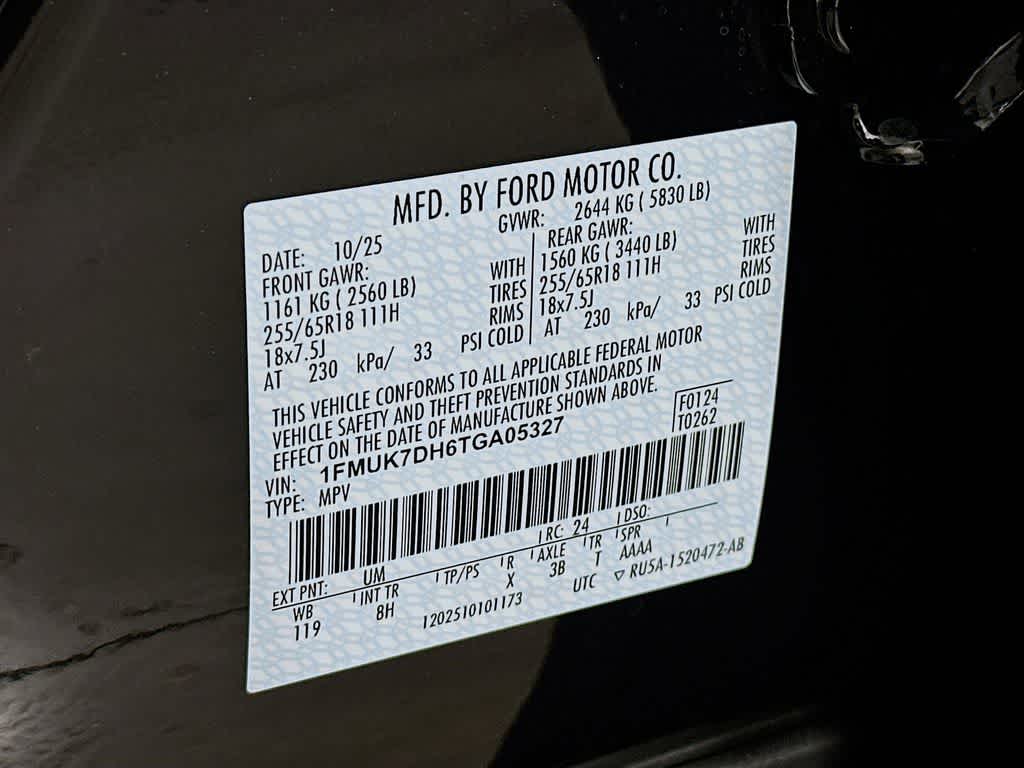 MFD. BY FORD MOTOR CO.
DATE: 10/25 GVWR: 2644 KG ( 5830 LB)
FRONT GAWR: REAR GAWR:
1161 KG ( 2560 LB) WITH 1560 KG ( 3440 LB) WITH
255/65R18 111H TIRES 255/65R18 111H TIRES
18x7.5J RIMS 18x7.5J RIMS
AT 230 kPa/ 33 PSI COLD AT 230 kPa/ 33 PSI COLD
THIS VEHICLE CONFORMS TO ALL APPLICABLE FEDERAL MOTOR
VEHICLE SAFETY AND THEFT PREVENTION STANDARDS IN
EFFECT ON THE DATE OF MANUFACTURE SHOWN ABOVE.
F0124
VIN: 1FMUK7DH6TGA05327
T0262
TYPE: MPV
EXT PNT: UM RC: 24 DSO:
WB INT TR TP/PS R AXLE TR SPR
119 8H X 3B T AAAA
1202510101173 UTC ▽ RU5A-1520472-AB